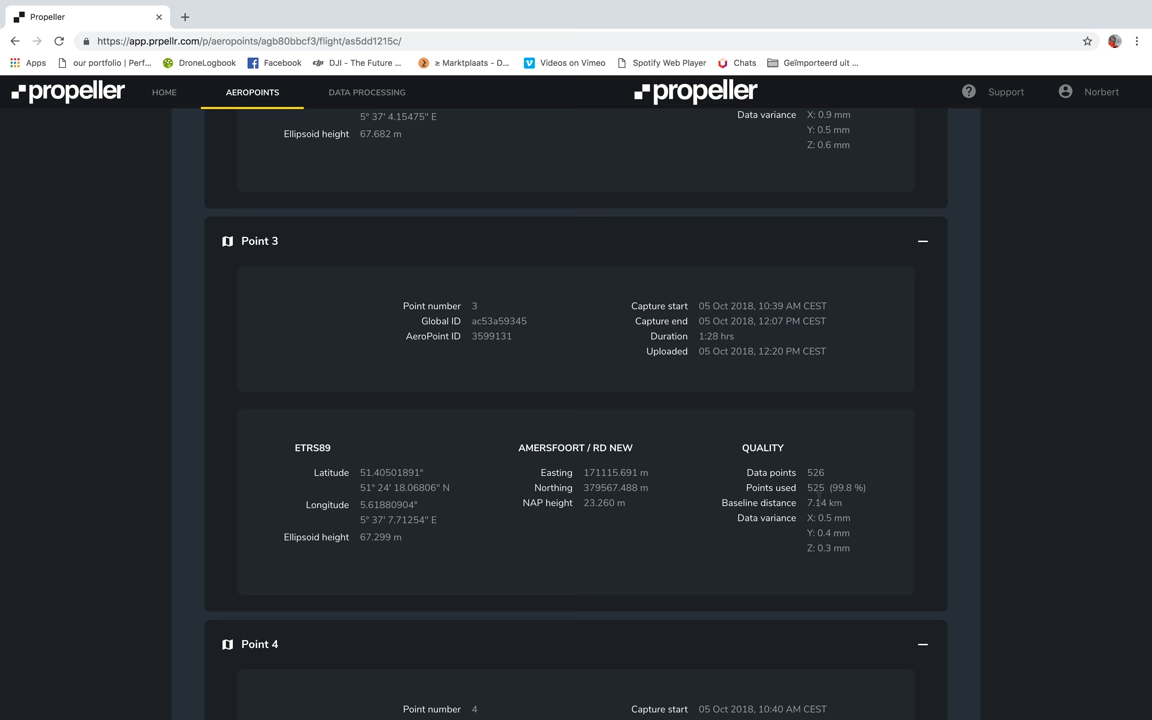 Propeller
https://app.prpellr.com/p/aeropoints/agb80bbcf3/flight/as5dd1215c/
Apps our portfolio | Perf... DroneLogbook Facebook DJI - The Future ... ≥ Marktplaats - D... Videos on Vimeo Spotify Web Player Chats Geïmporteerd uit ...
propeller HOME AEROPOINTS DATA PROCESSING propeller Support Norbert
5° 37' 4.15475" E
Ellipsoid height 67.682 m
Data variance X: 0.9 mm
Y: 0.5 mm
Z: 0.6 mm
Point 3
Point number 3
Global ID ac53a59345
AeroPoint ID 3599131
Capture start 05 Oct 2018, 10:39 AM CEST
Capture end 05 Oct 2018, 12:07 PM CEST
Duration 1:28 hrs
Uploaded 05 Oct 2018, 12:20 PM CEST
ETRS89
Latitude 51.40501891°
51° 24' 18.06806" N
Longitude 5.61880904°
5° 37' 7.71254" E
Ellipsoid height 67.299 m
AMERSFOORT / RD NEW
Easting 171115.691 m
Northing 379567.488 m
NAP height 23.260 m
QUALITY
Data points 526
Points used 525 (99.8 %)
Baseline distance 7.14 km
Data variance X: 0.5 mm
Y: 0.4 mm
Z: 0.3 mm
Point 4
Point number 4
Capture start 05 Oct 2018, 10:40 AM CEST